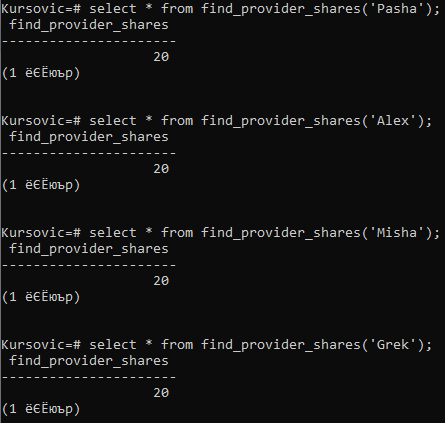 Kursovic=# select * from find_provider_shares('Pasha');
 find_provider_shares
----------------------
                   20
(1 ёЄЁюър)
Kursovic=# select * from find_provider_shares('Alex');
 find_provider_shares
----------------------
                   20
(1 ёЄЁюър)
Kursovic=# select * from find_provider_shares('Misha');
 find_provider_shares
----------------------
                   20
(1 ёЄЁюър)
Kursovic=# select * from find_provider_shares('Grek');
 find_provider_shares
----------------------
                   20
(1 ёЄЁюър)